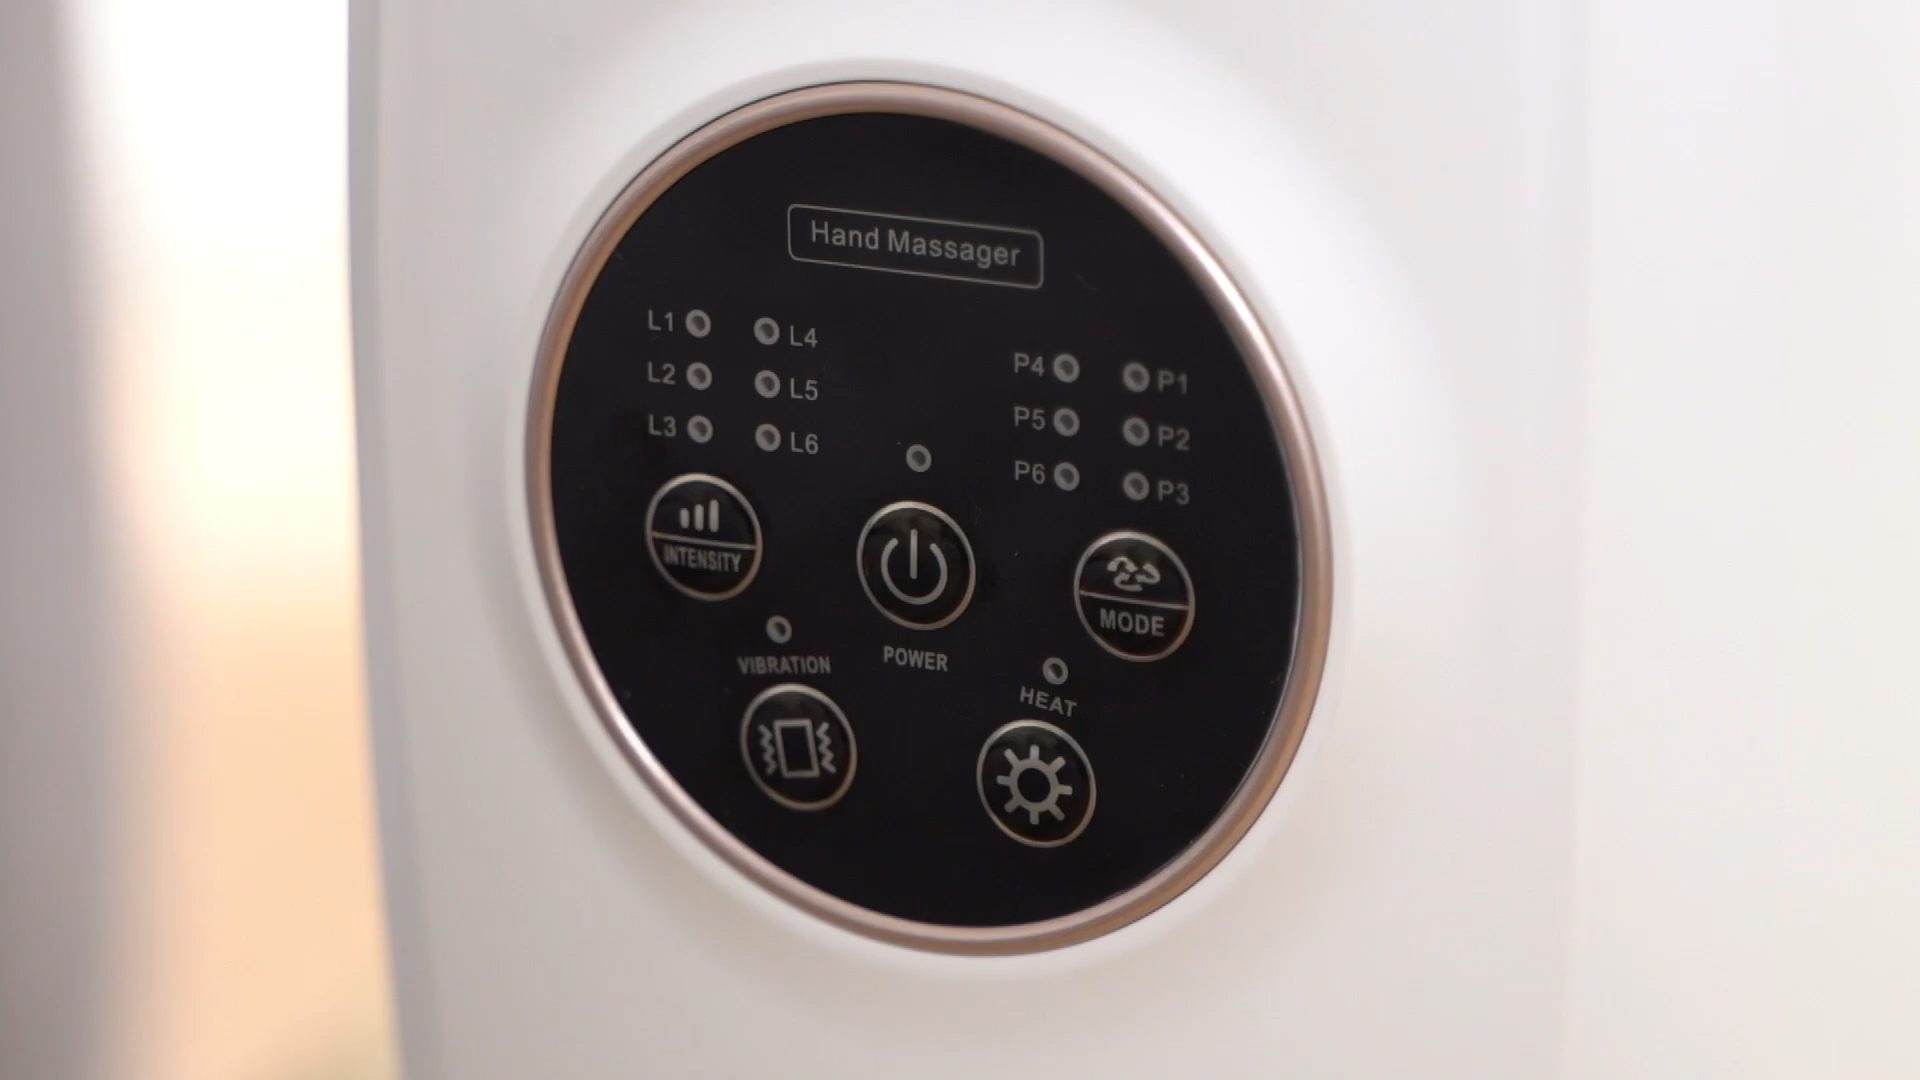 Hand Massager
L1 L4
L2 L5
L3 L6
P4 P1
P5 P2
P6 P3
INTENSITY
POWER
MODE
VIBRATION
HEAT